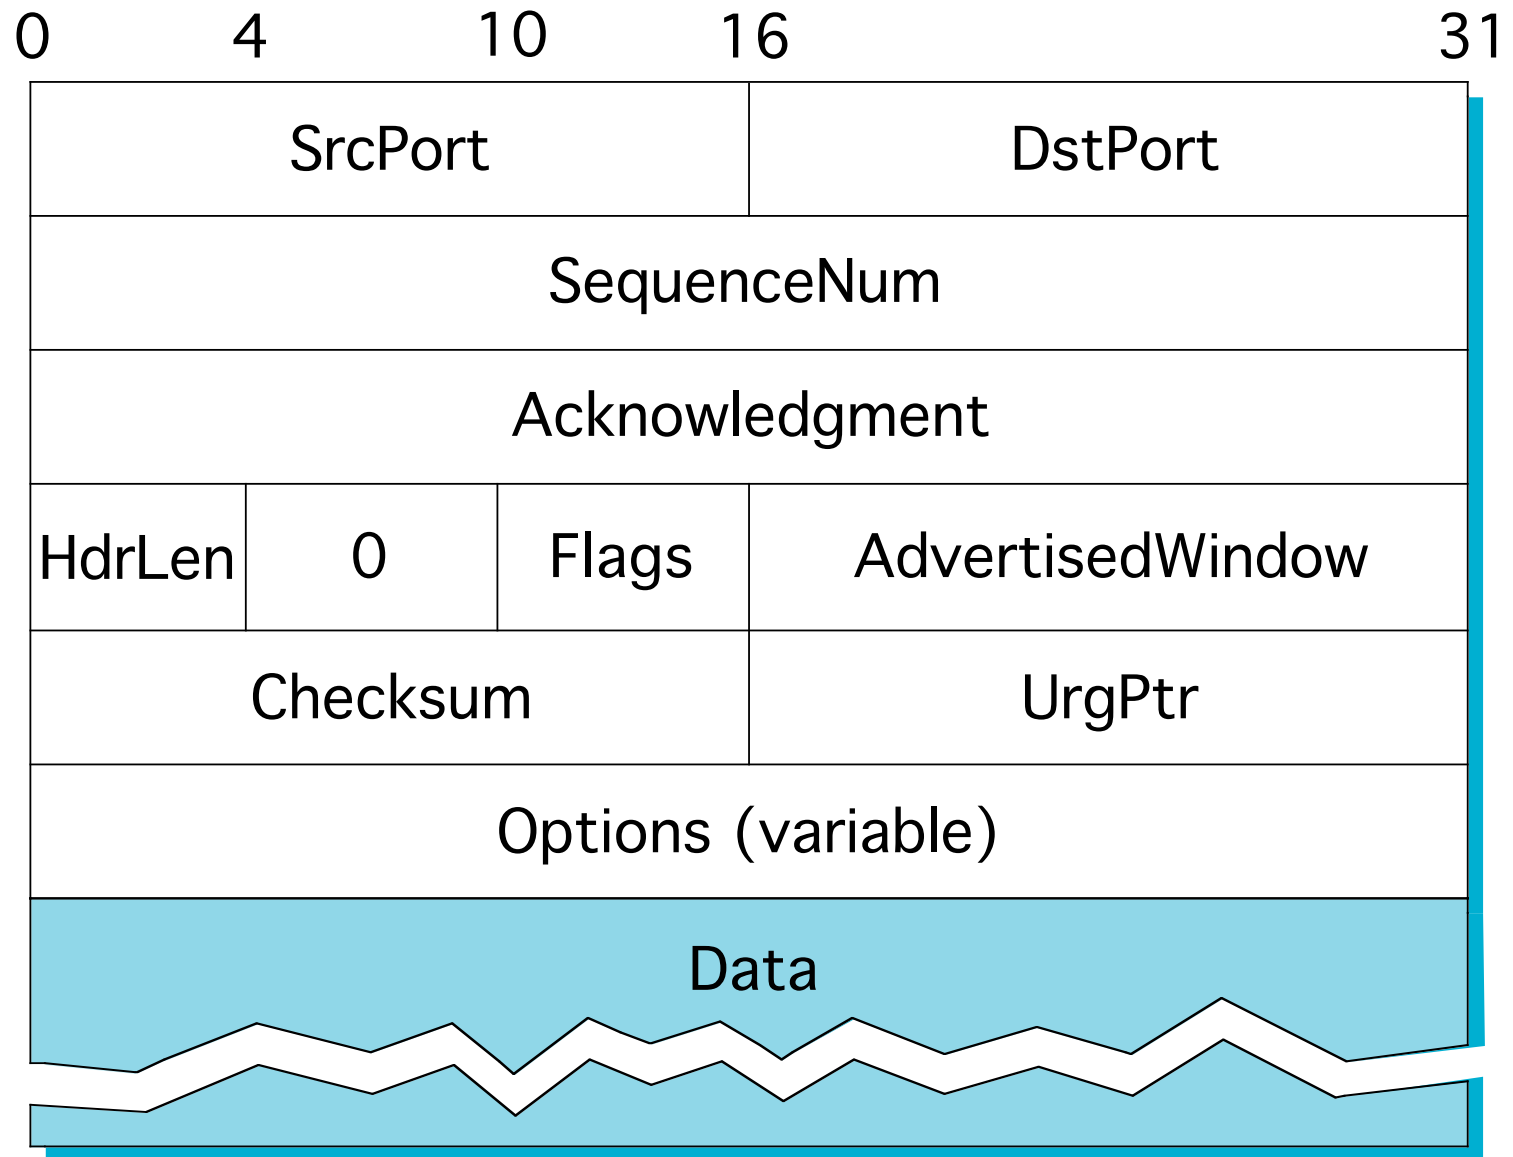 0 4 10 16 31
SrcPort DstPort
SequenceNum
Acknowledgment
HdrLen 0 Flags AdvertisedWindow
Checksum UrgPtr
Options (variable)
Data